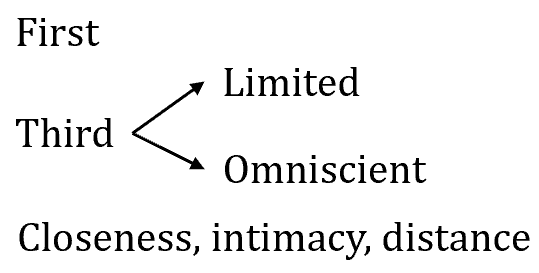 First
Limited
Third
Omniscient
Closeness, intimacy, distance